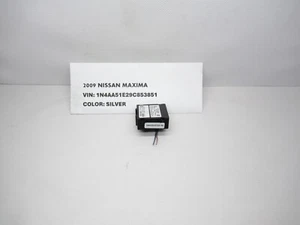 2009 NISSAN MAXIMA
VIN: 1N4AA51E29C853851
COLOR: SILVER